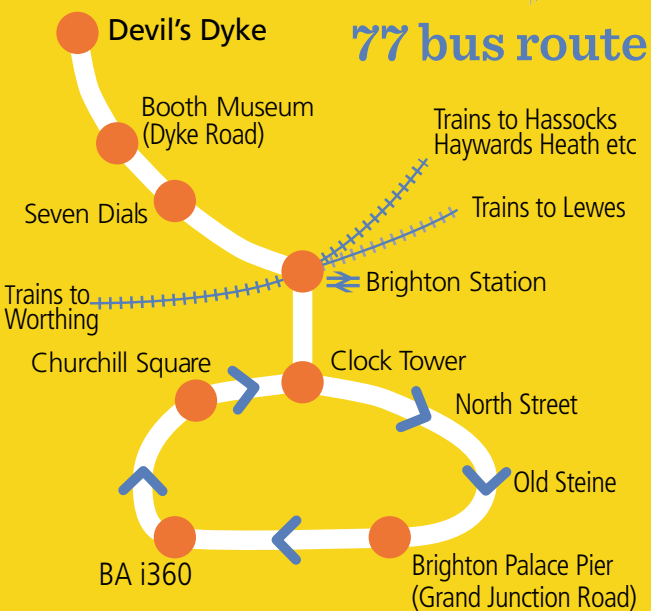 Devil's Dyke
77 bus route
Booth Museum
(Dyke Road)
Trains to Hassocks
Haywards Heath etc
Seven Dials
Trains to Lewes
Brighton Station
Trains to
Worthing
Churchill Square
Clock Tower
North Street
Old Steine
BA i360
Brighton Palace Pier
(Grand Junction Road)